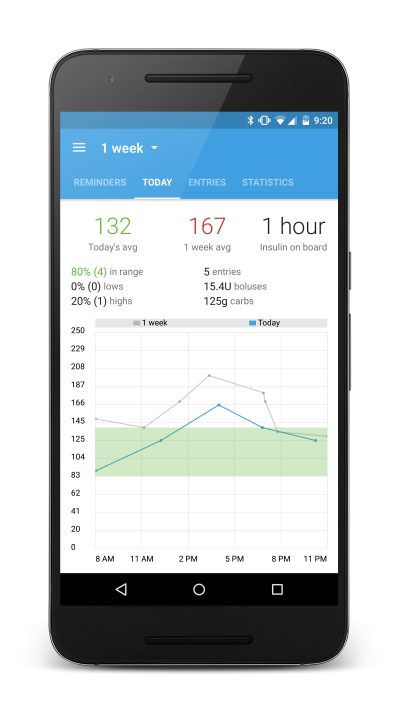 9:20
1 week
REMINDERS TODAY ENTRIES STATISTICS
132 167 1 hour
Today's avg 1 week avg Insulin on board
80% (4) in range 5 entries
0% (0) lows 15.4U boluses
20% (1) highs 125g carbs
1 week Today
250
229
208
187
166
145
125
104
83
62
41
20
0
8 AM 11 AM 2 PM 5 PM 8 PM 11 PM